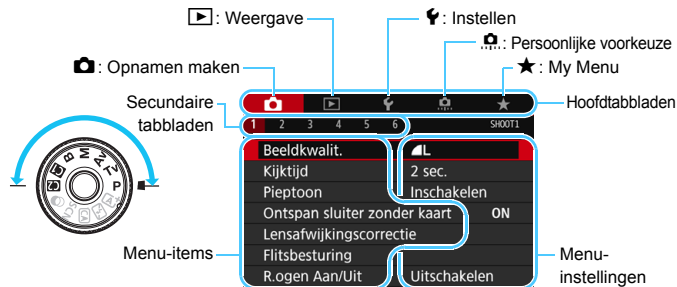 ▶ : Weergave
: Instellen
: Persoonlijke voorkeuze
: Opnamen maken
★ : My Menu
Secundaire tabbladen
Hoofdtabbladen
1 2 3 4 5 6 SHOOT1
Beeldkwalit. L
Kijktijd 2 sec.
Pieptoon Inschakelen
Ontspan sluiter zonder kaart ON
Lensafwijkingscorrectie
Flitsbesturing
R.ogen Aan/Uit Uitschakelen
Menu-items
Menu-
instellingen
B M Av Tv P